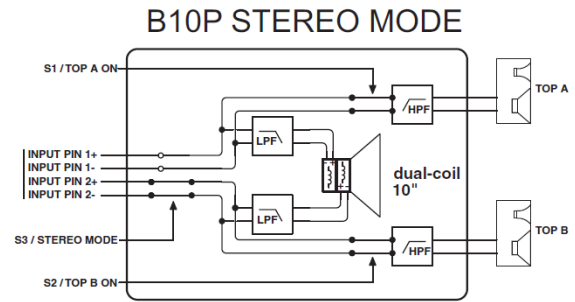 B10P STEREO MODE
S1 / TOP A ON
TOP A
HPF
LPF
INPUT PIN 1+
INPUT PIN 1-
INPUT PIN 2+
INPUT PIN 2-
dual-coil
10"
- +
+ -
LPF
S3 / STEREO MODE
HPF
TOP B
S2 / TOP B ON